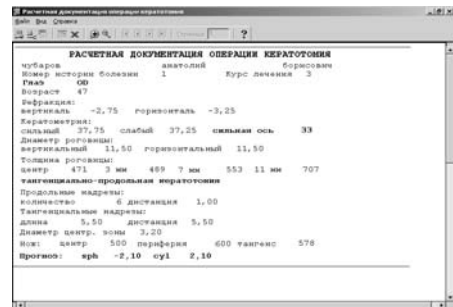 Расчетная документация операции кератотомия
Файл Вид Справка
РАСЧЕТНАЯ ДОКУМЕНТАЦИЯ ОПЕРАЦИИ КЕРАТОТОМИЯ
чубаров анатолий борисович
Номер истории болезни 1 Курс лечения 3
Глаз OD
Возраст 47
Рефракция:
вертикаль -2,75 горизонталь -3,25
Кератометрия:
сильный 37,75 слабый 37,25 сильная ось 33
Диаметр роговицы:
вертикальный 11,50 горизонтальный 11,50
Толщина роговицы:
центр 471 3 мм 489 7 мм 553 11 мм 707
тангенциально-продольная кератотомия
Продольные надрезы:
количество 6 дистанция 1,00
Тангенциальные надрезы:
длина 5,50 дистанция 5,50
Диаметр центр. зоны 3,20
Нож: центр 500 периферия 600 тангенс 578
Прогноз: sph -2,10 cyl 2,10